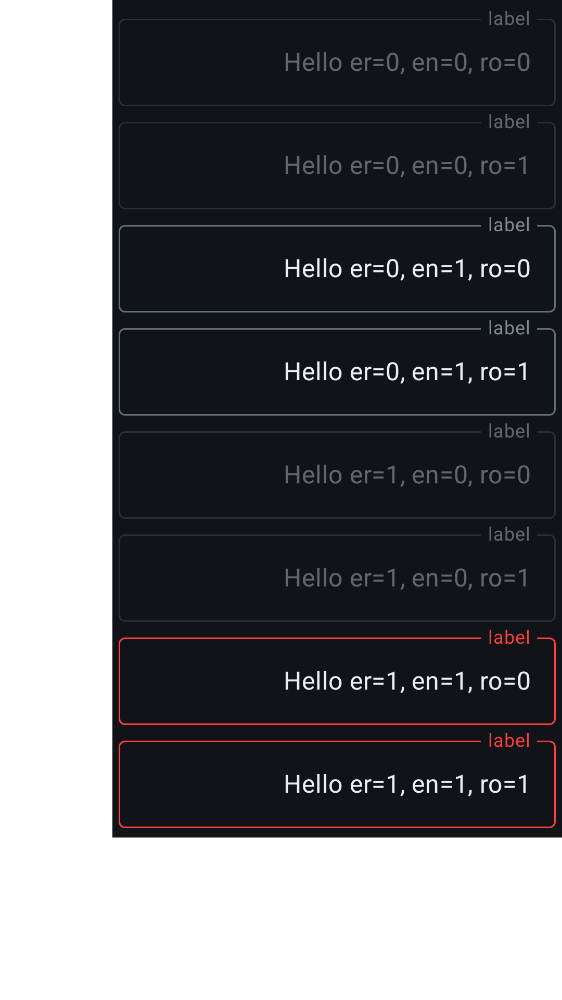 label
Hello er=0, en=0, ro=0
label
Hello er=0, en=0, ro=1
label
Hello er=0, en=1, ro=0
label
Hello er=0, en=1, ro=1
label
Hello er=1, en=0, ro=0
label
Hello er=1, en=0, ro=1
label
Hello er=1, en=1, ro=0
label
Hello er=1, en=1, ro=1